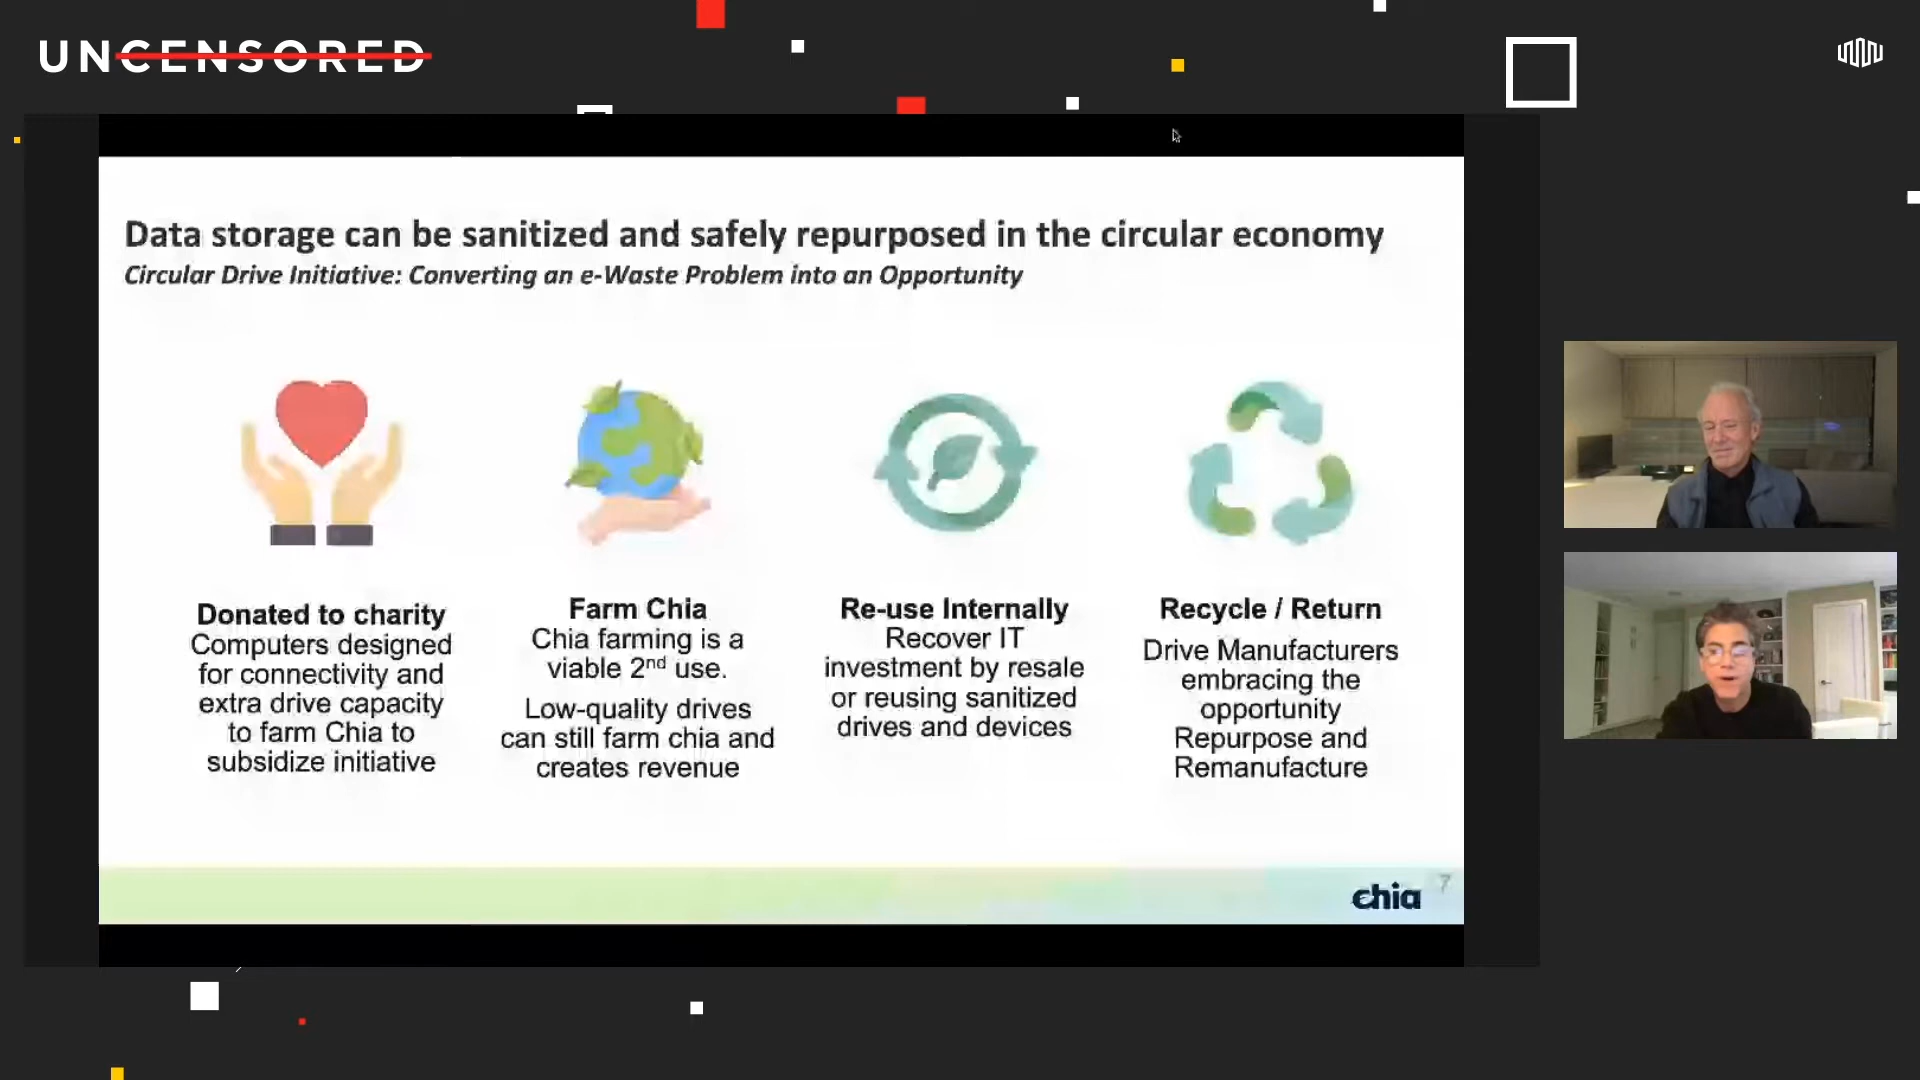 UNCENSORED
Data storage can be sanitized and safely repurposed in the circular economy
Circular Drive Initiative: Converting an e-Waste Problem into an Opportunity
Donated to charity
Computers designed
for connectivity and
extra drive capacity
to farm Chia to
subsidize initiative
Farm Chia
Chia farming is a
viable 2nd use.
Low-quality drives
can still farm chia and
creates revenue
Re-use Internally
Recover IT
investment by resale
or reusing sanitized
drives and devices
Recycle / Return
Drive Manufacturers
embracing the
opportunity
Repurpose and
Remanufacture
chia
7